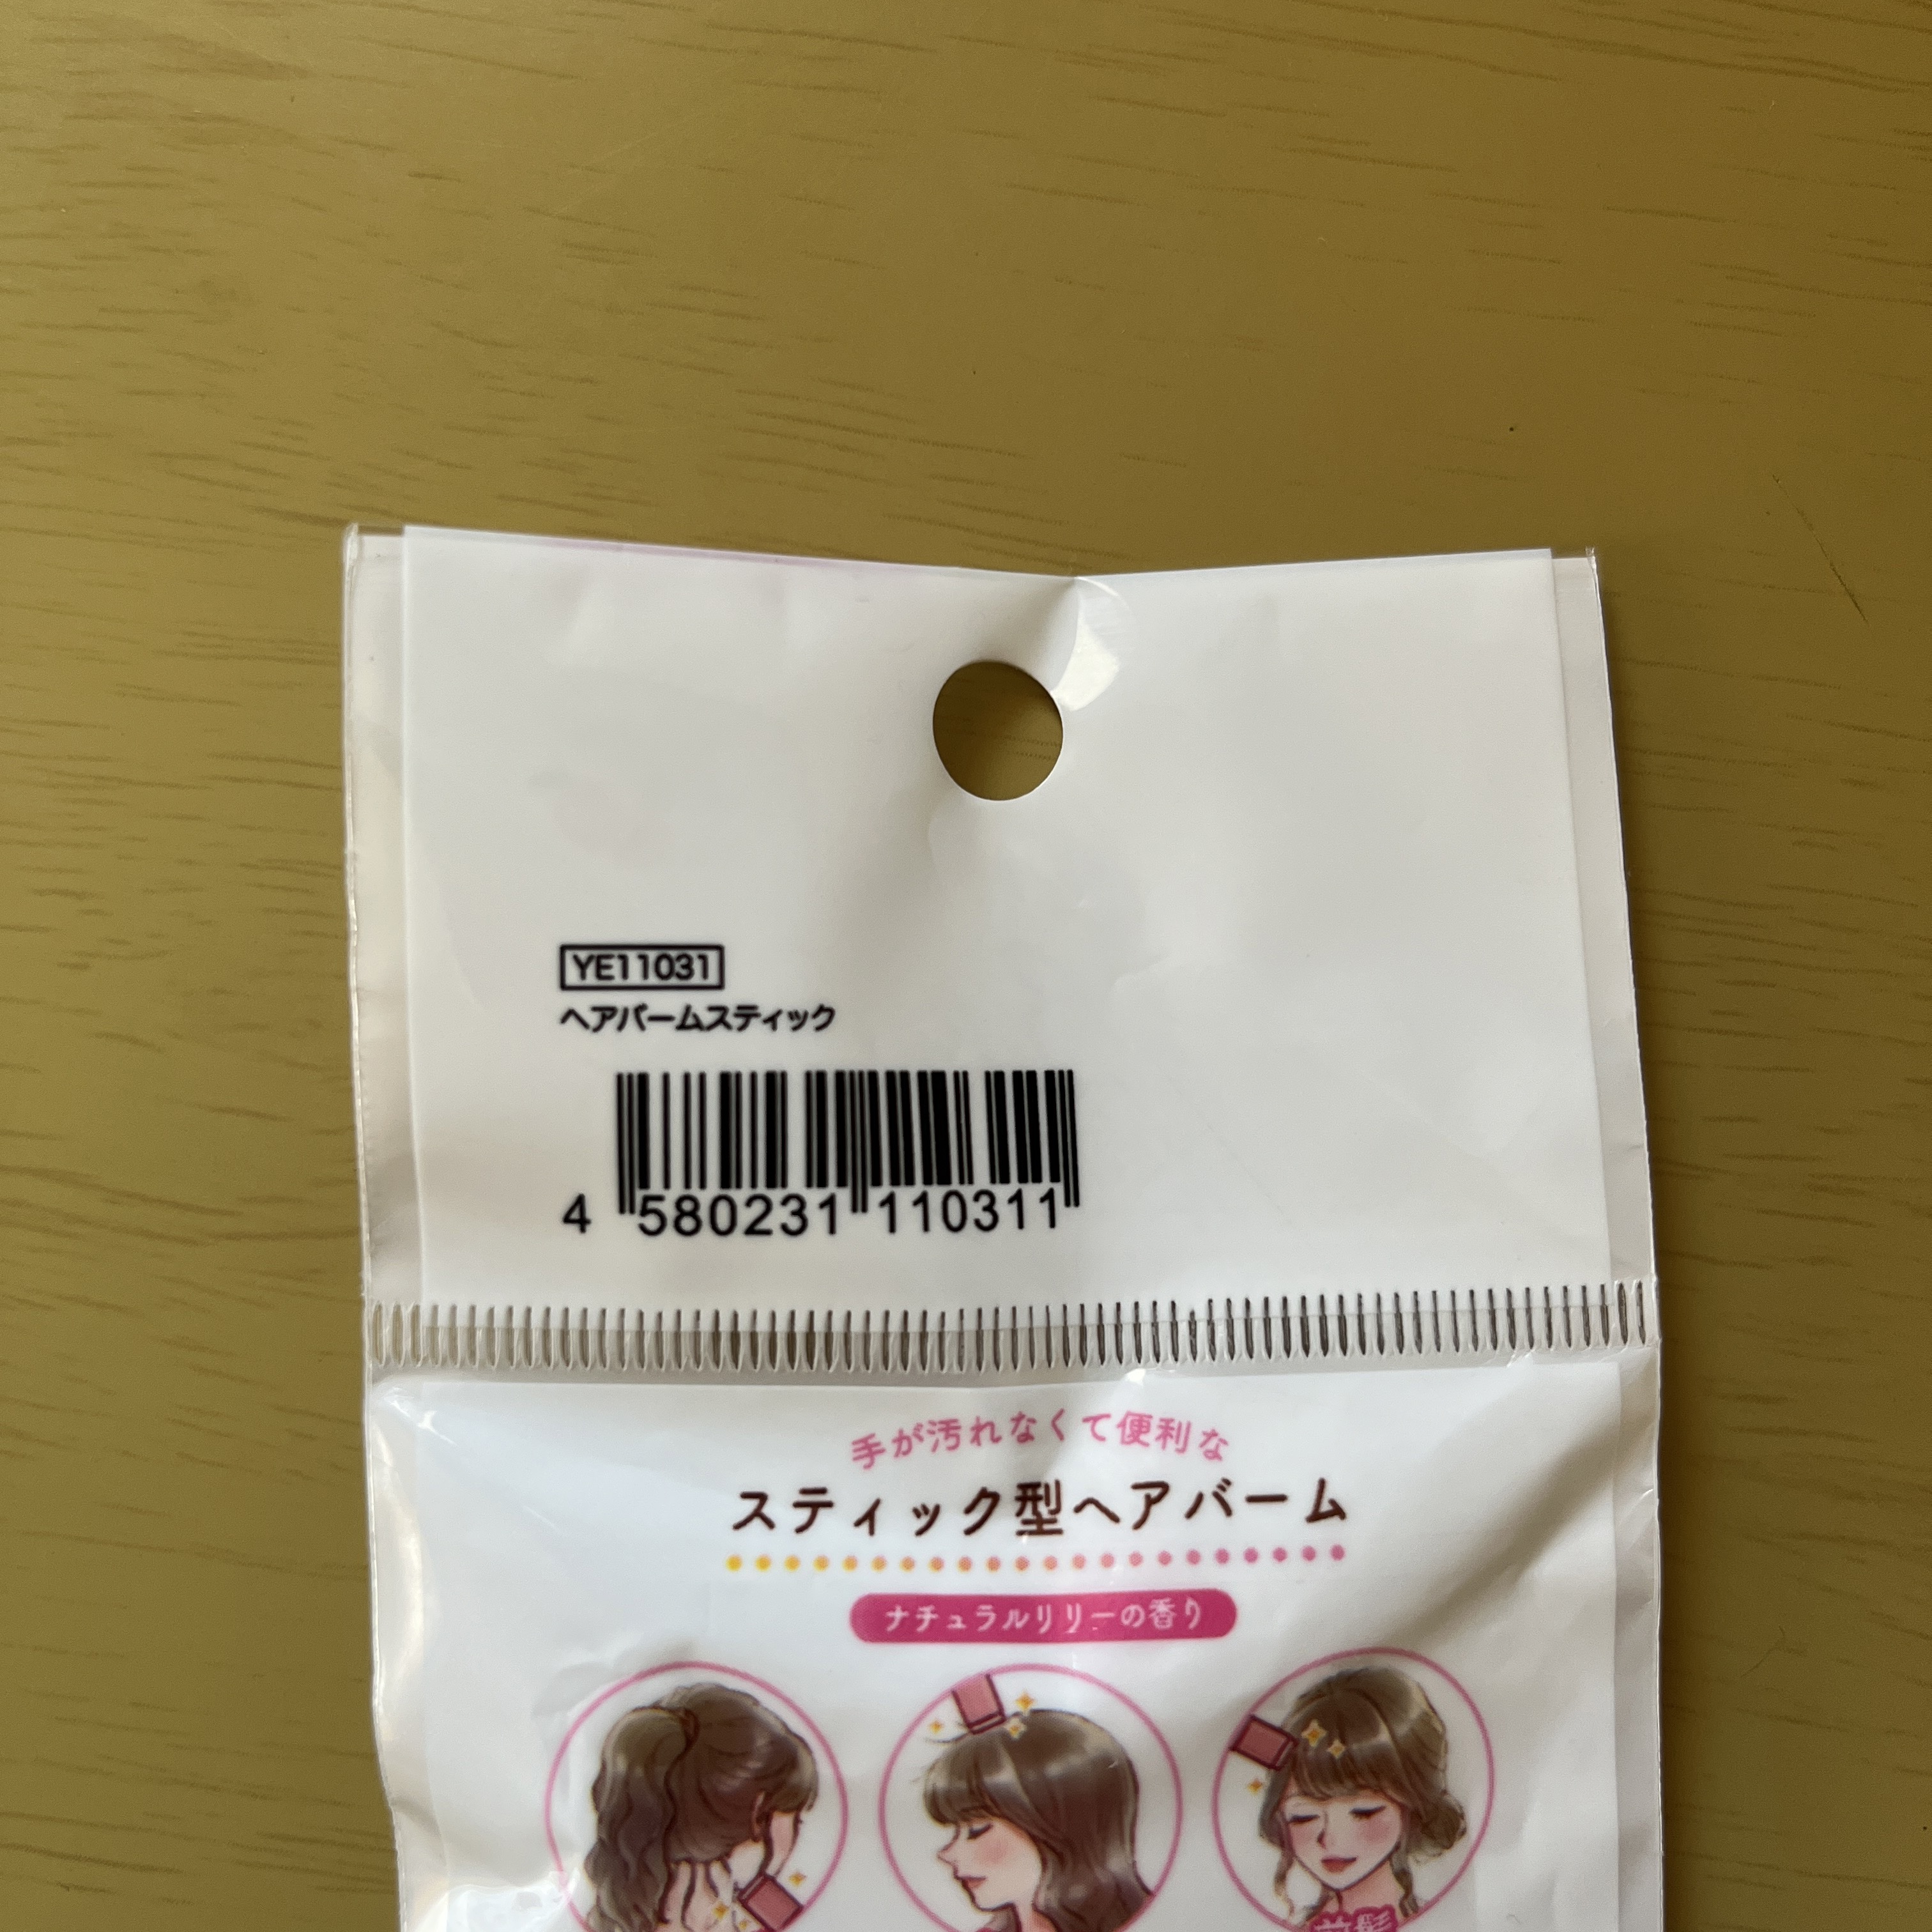 YE11031
ヘアバームスティック
4 580231 110311
手が汚れなくて便利な
スティック型ヘアバーム
ナチュラルリリーの香り
前髪